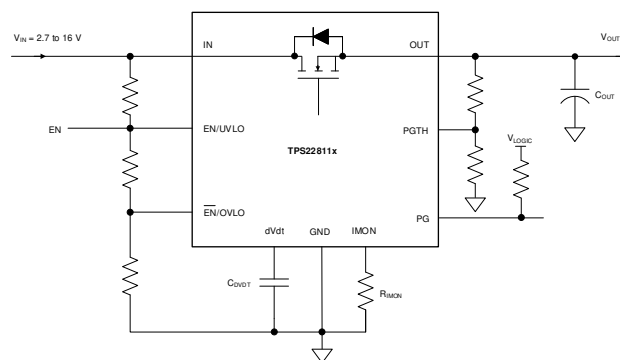 V_IN = 2.7 to 16 V
IN
OUT
V_OUT
C_OUT
EN
EN/UVLO
PGTH
TPS22811x
V_LOGIC
E̅N̅/OVLO
PG
dVdt
GND
IMON
C_DVDT
R_IMON